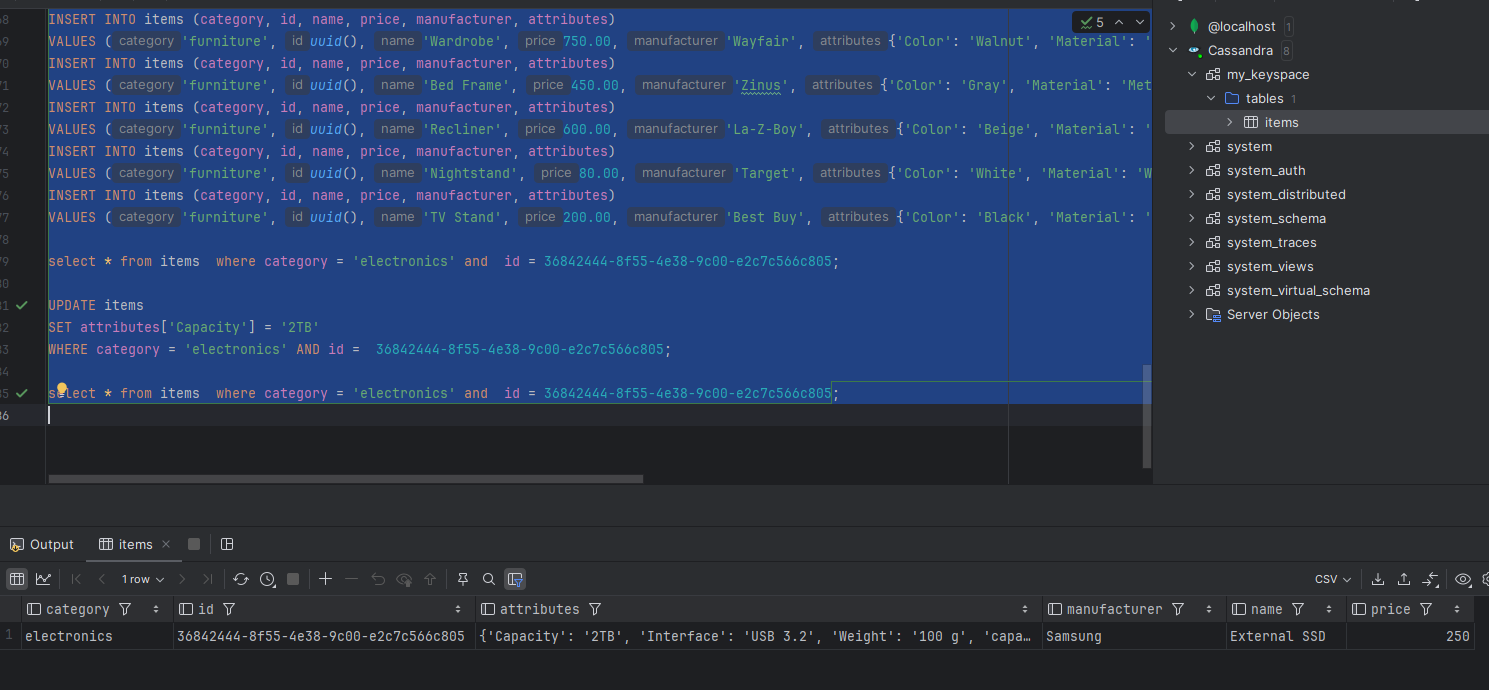 68 INSERT INTO items (category, id, name, price, manufacturer, attributes)
69 VALUES ( category 'furniture', id uuid(), name 'Wardrobe', price 750.00, manufacturer 'Wayfair', attributes {'Color': 'Walnut', 'Material': '
70 INSERT INTO items (category, id, name, price, manufacturer, attributes)
71 VALUES ( category 'furniture', id uuid(), name 'Bed Frame', price 450.00, manufacturer 'Zinus', attributes {'Color': 'Gray', 'Material': 'Met
72 INSERT INTO items (category, id, name, price, manufacturer, attributes)
73 VALUES ( category 'furniture', id uuid(), name 'Recliner', price 600.00, manufacturer 'La-Z-Boy', attributes {'Color': 'Beige', 'Material': '
74 INSERT INTO items (category, id, name, price, manufacturer, attributes)
75 VALUES ( category 'furniture', id uuid(), name 'Nightstand', price 80.00, manufacturer 'Target', attributes {'Color': 'White', 'Material': 'W
76 INSERT INTO items (category, id, name, price, manufacturer, attributes)
77 VALUES ( category 'furniture', id uuid(), name 'TV Stand', price 200.00, manufacturer 'Best Buy', attributes {'Color': 'Black', 'Material': '
78
79 select * from items where category = 'electronics' and id = 36842444-8f55-4e38-9c00-e2c7c566c805;
80
81 UPDATE items
82 SET attributes['Capacity'] = '2TB'
83 WHERE category = 'electronics' AND id = 36842444-8f55-4e38-9c00-e2c7c566c805;
84
85 select * from items where category = 'electronics' and id = 36842444-8f55-4e38-9c00-e2c7c566c805;
86
5
@localhost 1
Cassandra 8
my_keyspace
tables 1
items
system
system_auth
system_distributed
system_schema
system_traces
system_views
system_virtual_schema
Server Objects
Output items
1 row CSV
category id attributes manufacturer name price
1 electronics 36842444-8f55-4e38-9c00-e2c7c566c805 {'Capacity': '2TB', 'Interface': 'USB 3.2', 'Weight': '100 g', 'capa… Samsung External SSD 250